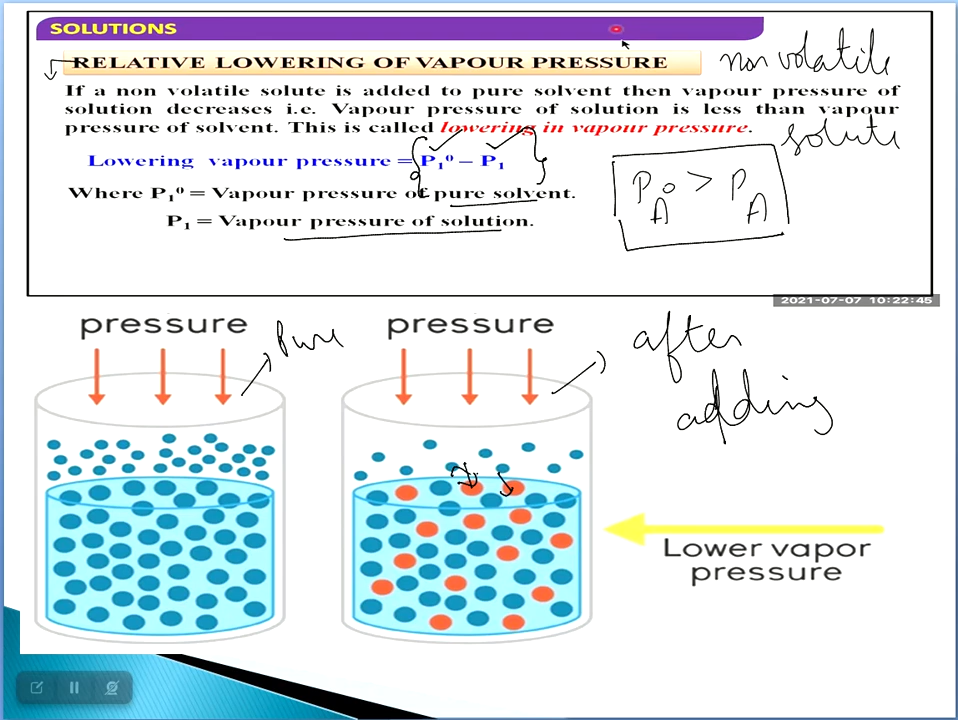 SOLUTIONS
RELATIVE LOWERING OF VAPOUR PRESSURE
non volatile
solute
If a non volatile solute is added to pure solvent then vapour pressure of
solution decreases i.e. Vapour pressure of solution is less than vapour
pressure of solvent. This is called lowering in vapour pressure.
Lowering vapour pressure = P₁⁰ – P₁
Where P₁⁰ = Vapour pressure of pure solvent.
P₁ = Vapour pressure of solution.
P°A > PA
2021-07-07 10:22:45
pressure
Pure
pressure
after
adding
Lower vapor
pressure